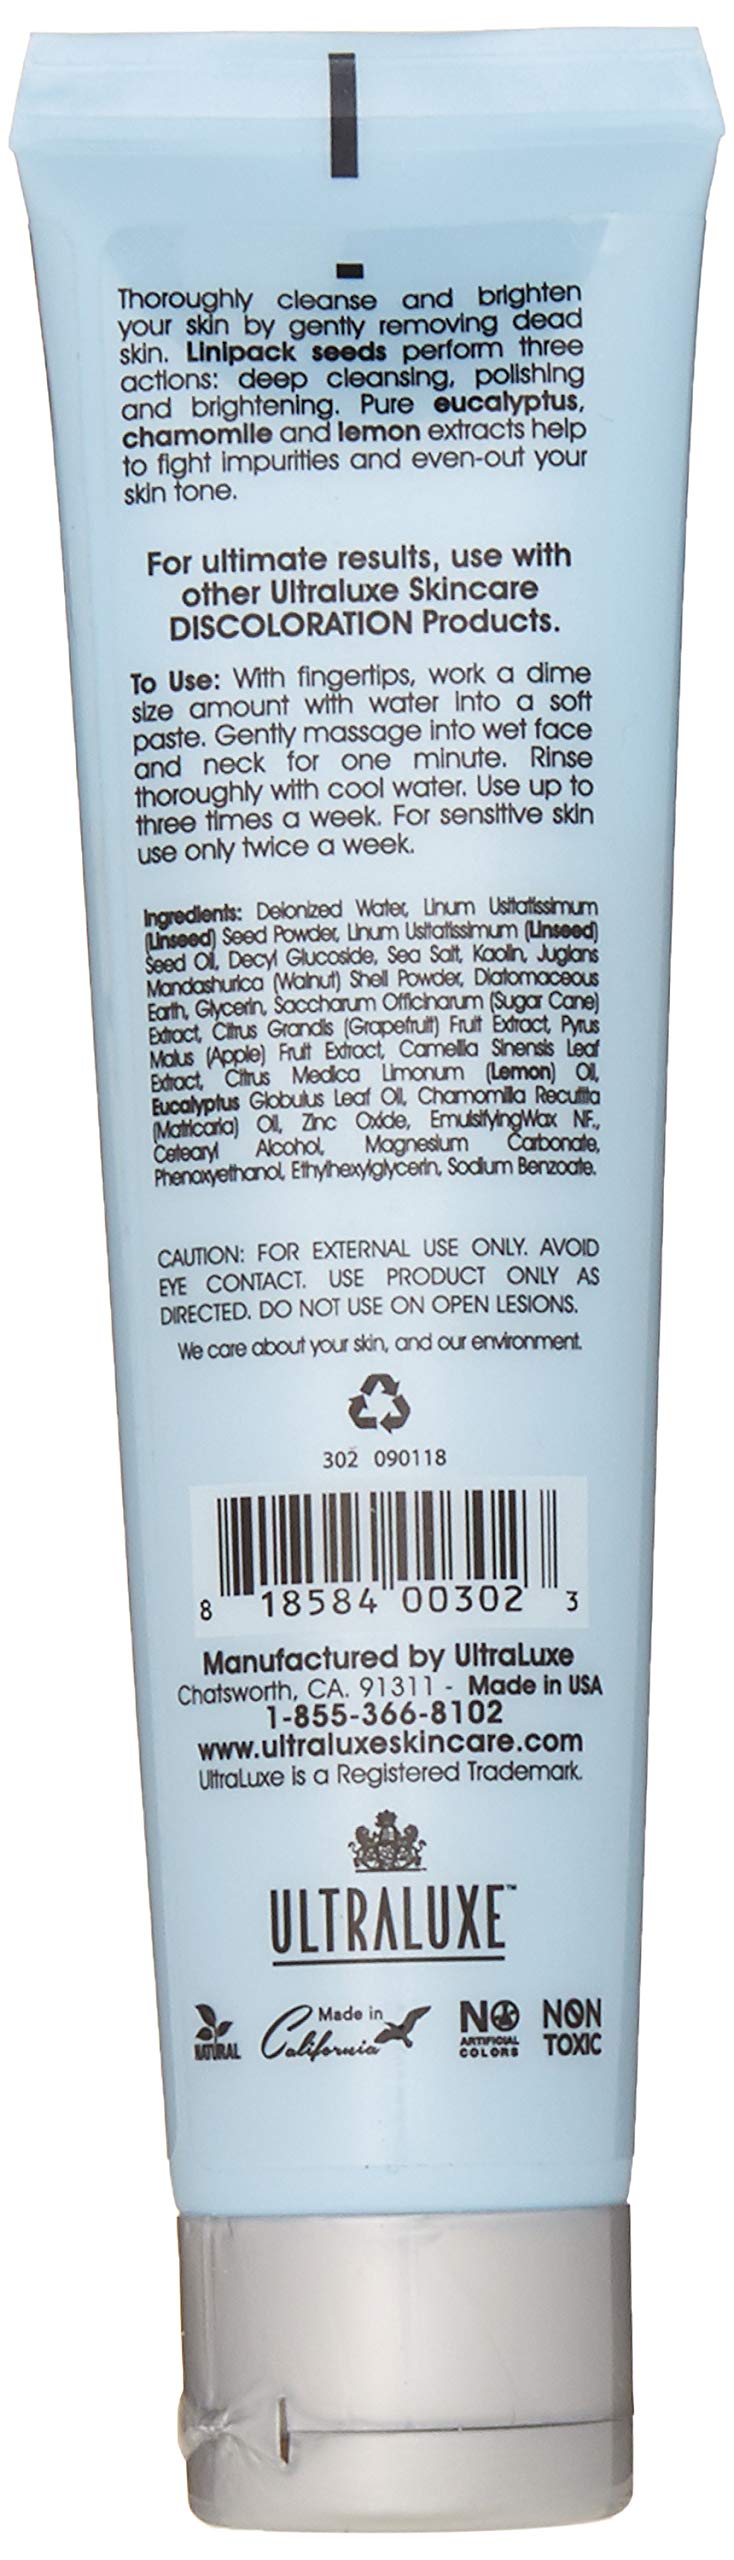 Thoroughly cleanse and brighten
your skin by gently removing dead
skin. Linipack seeds perform three
actions: deep cleansing, polishing
and brightening. Pure eucalyptus,
chamomile and lemon extracts help
to fight impurities and even-out your
skin tone.
For ultimate results, use with
other Ultraluxe Skincare
DISCOLORATION Products.
To Use: With fingertips, work a dime
size amount with water into a soft
paste. Gently massage into wet face
and neck for one minute. Rinse
thoroughly with cool water. Use up to
three times a week. For sensitive skin
use only twice a week.
Ingredients: Deionized Water, Linum Usitatissimum
(Linseed) Seed Powder, Linum Usitatissimum (Linseed)
Seed Oil, Decyl Glucoside, Sea Salt, Kaolin, Juglans
Mandashurica (Walnut) Shell Powder, Diatomaceous
Earth, Glycerin, Saccharum Officinarum (Sugar Cane)
Extract, Citrus Grandis (Grapefruit) Fruit Extract, Pyrus
Malus (Apple) Fruit Extract, Camellia Sinensis Leaf
Extract, Citrus Medica Limonum (Lemon) Oil,
Eucalyptus Globulus Leaf Oil, Chamomilla Recutita
(Matricaria) Oil, Zinc Oxide, EmulsifyingWax NF.,
Cetearyl Alcohol, Magnesium Carbonate,
Phenoxyethanol, Ethylhexylglycerin, Sodium Benzoate.
CAUTION: FOR EXTERNAL USE ONLY. AVOID
EYE CONTACT. USE PRODUCT ONLY AS
DIRECTED. DO NOT USE ON OPEN LESIONS.
We care about your skin, and our environment.
302 090118
8 18584 00302 3
Manufactured by UltraLuxe
Chatsworth, CA. 91311 - Made in USA
1-855-366-8102
www.ultraluxeskincare.com
UltraLuxe is a Registered Trademark.
ULTRALUXE™
NATURAL
Made in
California
NO
ARTIFICIAL
COLORS
NON
TOXIC